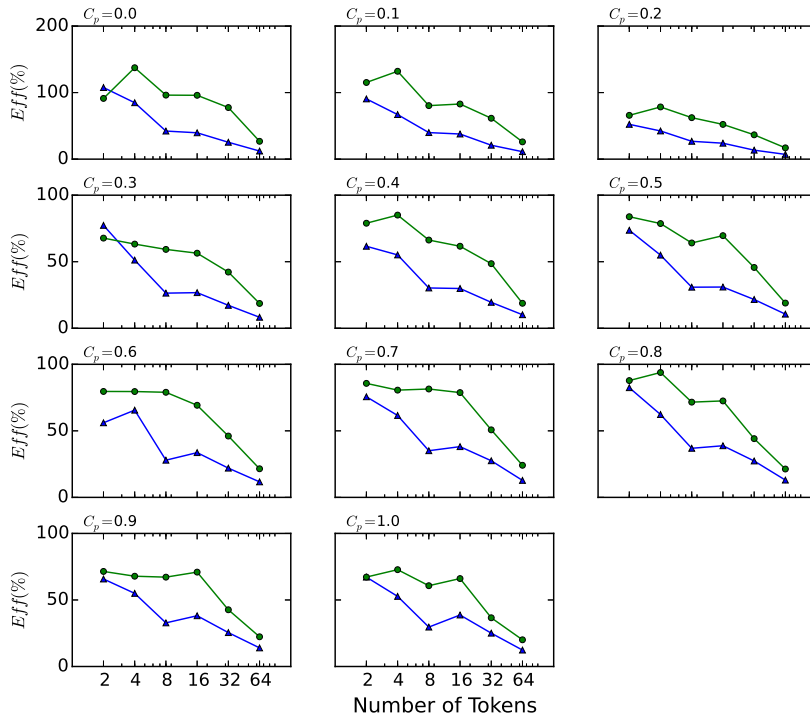 C_p=0.0 C_p=0.1 C_p=0.2
200
100
0
Eff(%)
C_p=0.3 C_p=0.4 C_p=0.5
100
50
0
Eff(%)
C_p=0.6 C_p=0.7 C_p=0.8
100
50
0
Eff(%)
C_p=0.9 C_p=1.0
100
50
0
Eff(%)
2 4 8 16 32 64 2 4 8 16 32 64
Number of Tokens